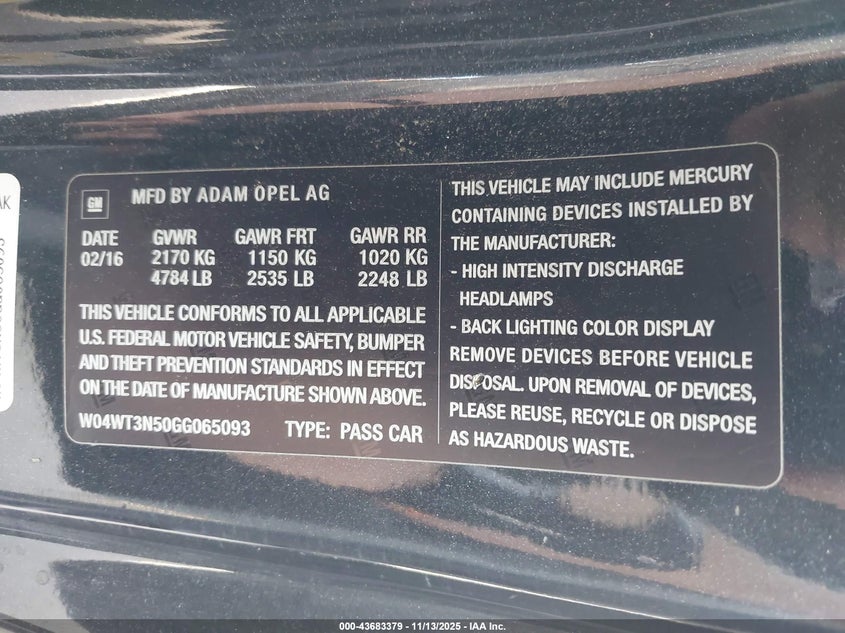 GM
MFD BY ADAM OPEL AG
DATE GVWR GAWR FRT GAWR RR
02/16 2170 KG 1150 KG 1020 KG
4784 LB 2535 LB 2248 LB
THIS VEHICLE CONFORMS TO ALL APPLICABLE
U.S. FEDERAL MOTOR VEHICLE SAFETY, BUMPER
AND THEFT PREVENTION STANDARDS IN EFFECT
ON THE DATE OF MANUFACTURE SHOWN ABOVE.
W04WT3N50GG065093 TYPE: PASS CAR
THIS VEHICLE MAY INCLUDE MERCURY
CONTAINING DEVICES INSTALLED BY
THE MANUFACTURER:
- HIGH INTENSITY DISCHARGE
HEADLAMPS
- BACK LIGHTING COLOR DISPLAY
REMOVE DEVICES BEFORE VEHICLE
DISPOSAL. UPON REMOVAL OF DEVICES,
PLEASE REUSE, RECYCLE OR DISPOSE
AS HAZARDOUS WASTE.
000-43683379 - 11/13/2025 - IAA Inc.